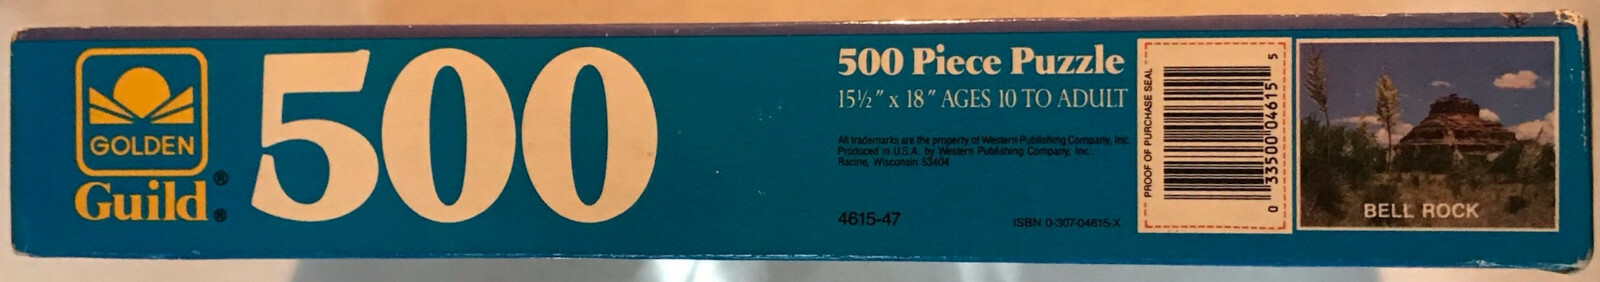 GOLDEN
Guild®
®
500
500 Piece Puzzle
15½" x 18" AGES 10 TO ADULT
All trademarks are the property of Western Publishing Company, Inc.
Produced in U.S.A. by Western Publishing Company, Inc.
Racine, Wisconsin 53404
4615-47
ISBN 0-307-04615-X
PROOF OF PURCHASE SEAL
0 33500 04615 5
BELL ROCK